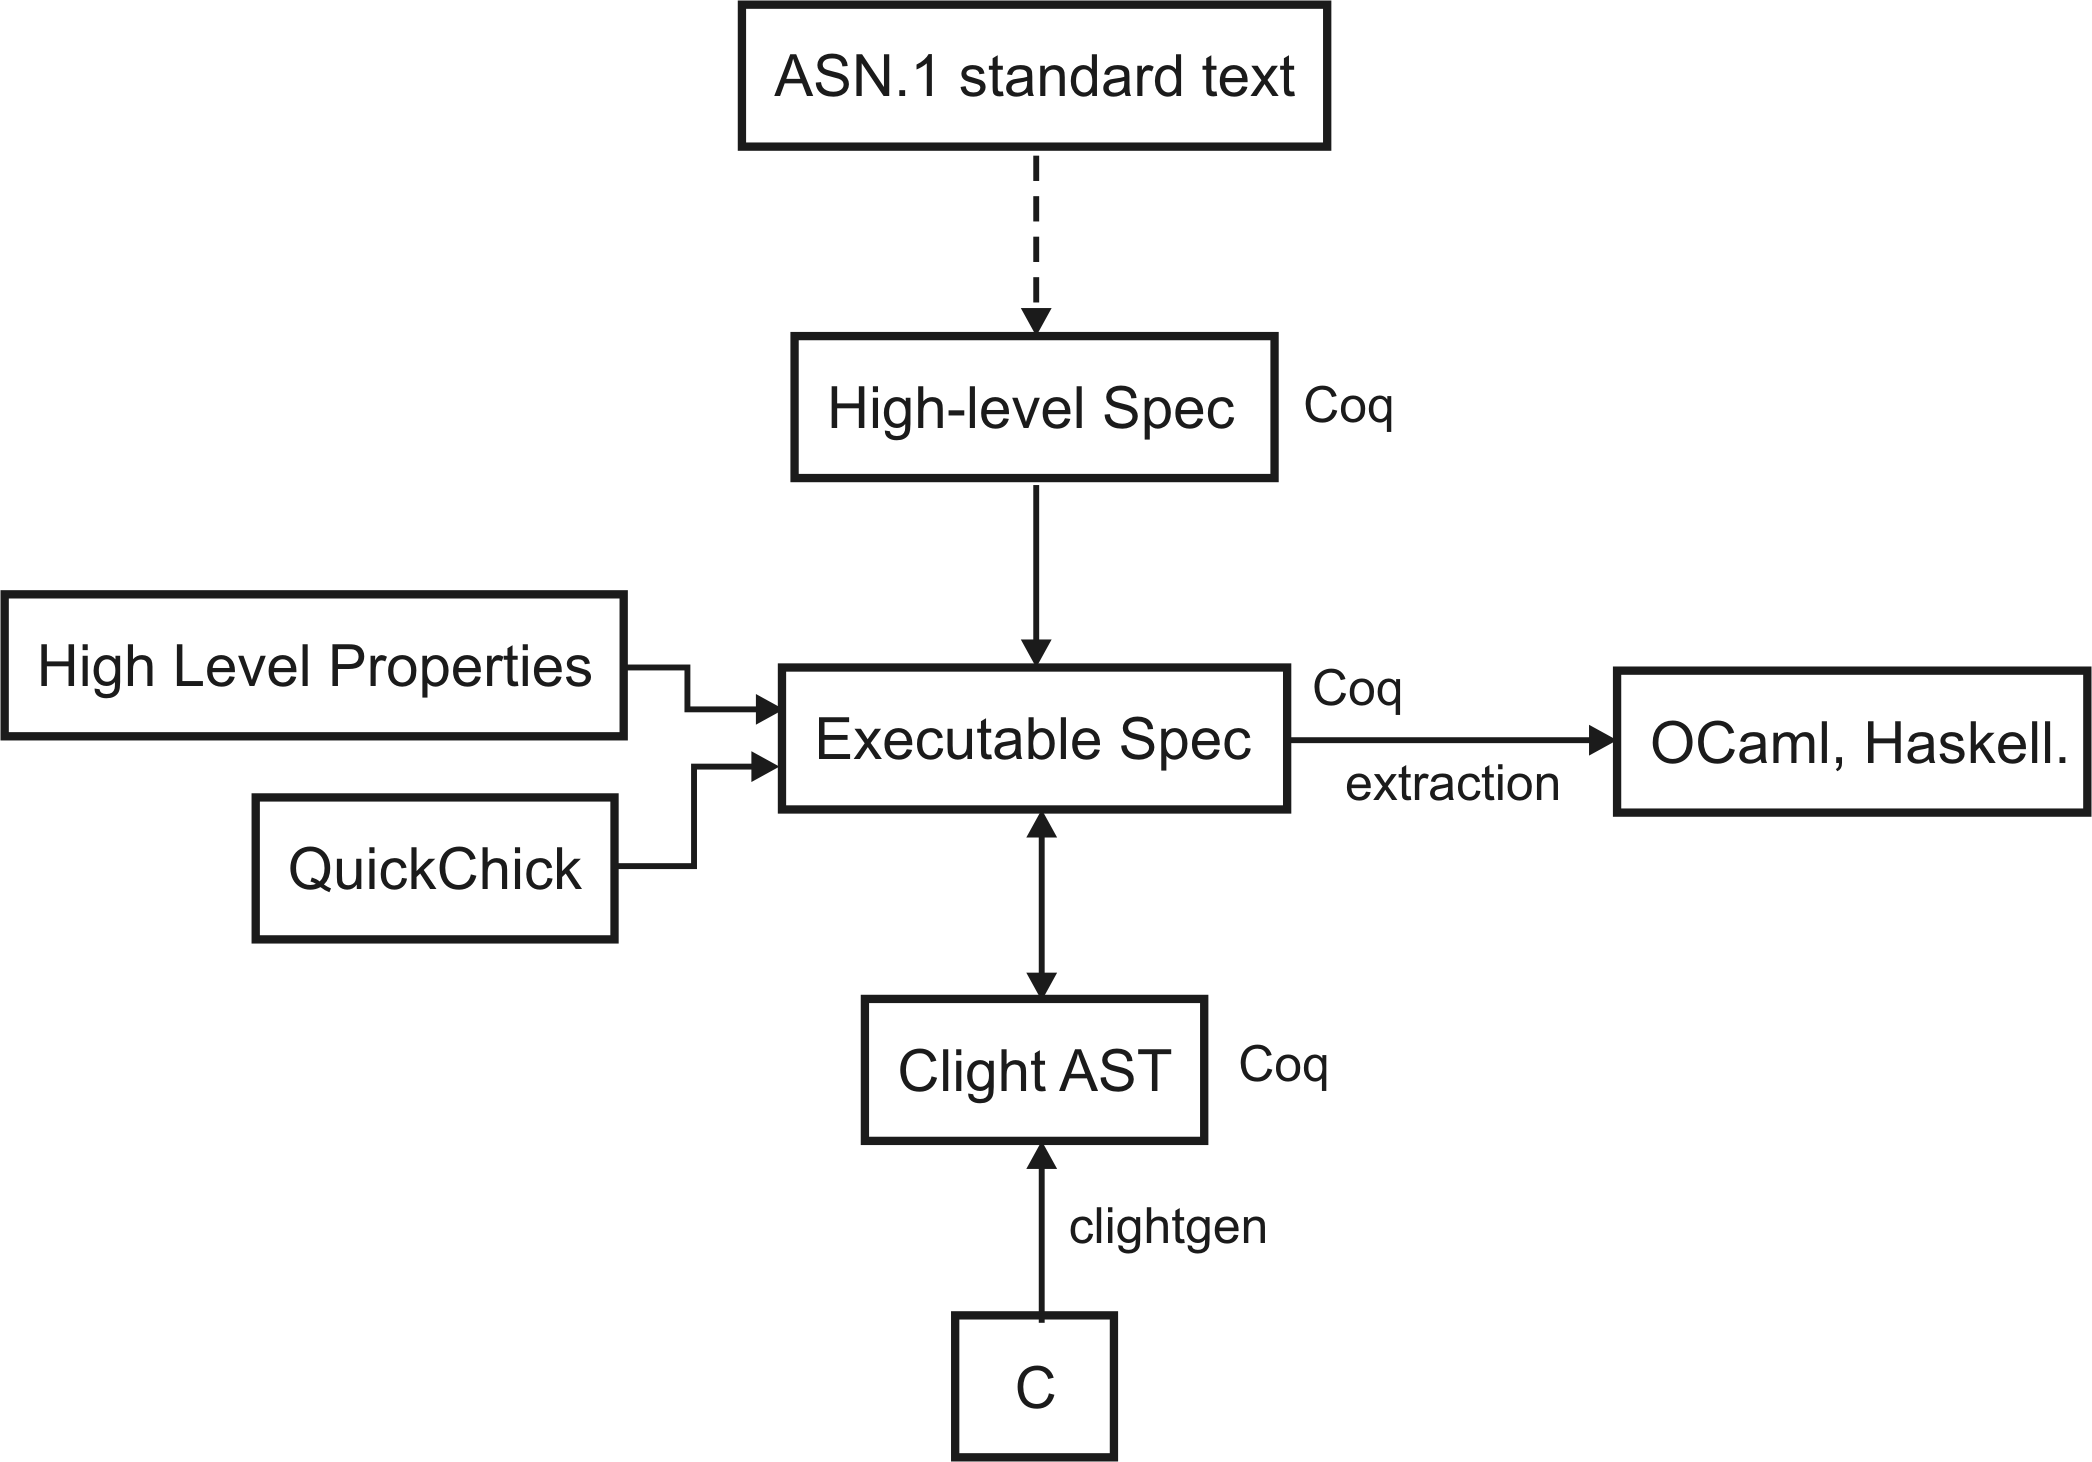 ASN.1 standard text
High-level Spec
Coq
High Level Properties
Executable Spec
Coq
extraction
OCaml, Haskell.
QuickChick
Clight AST
Coq
clightgen
C